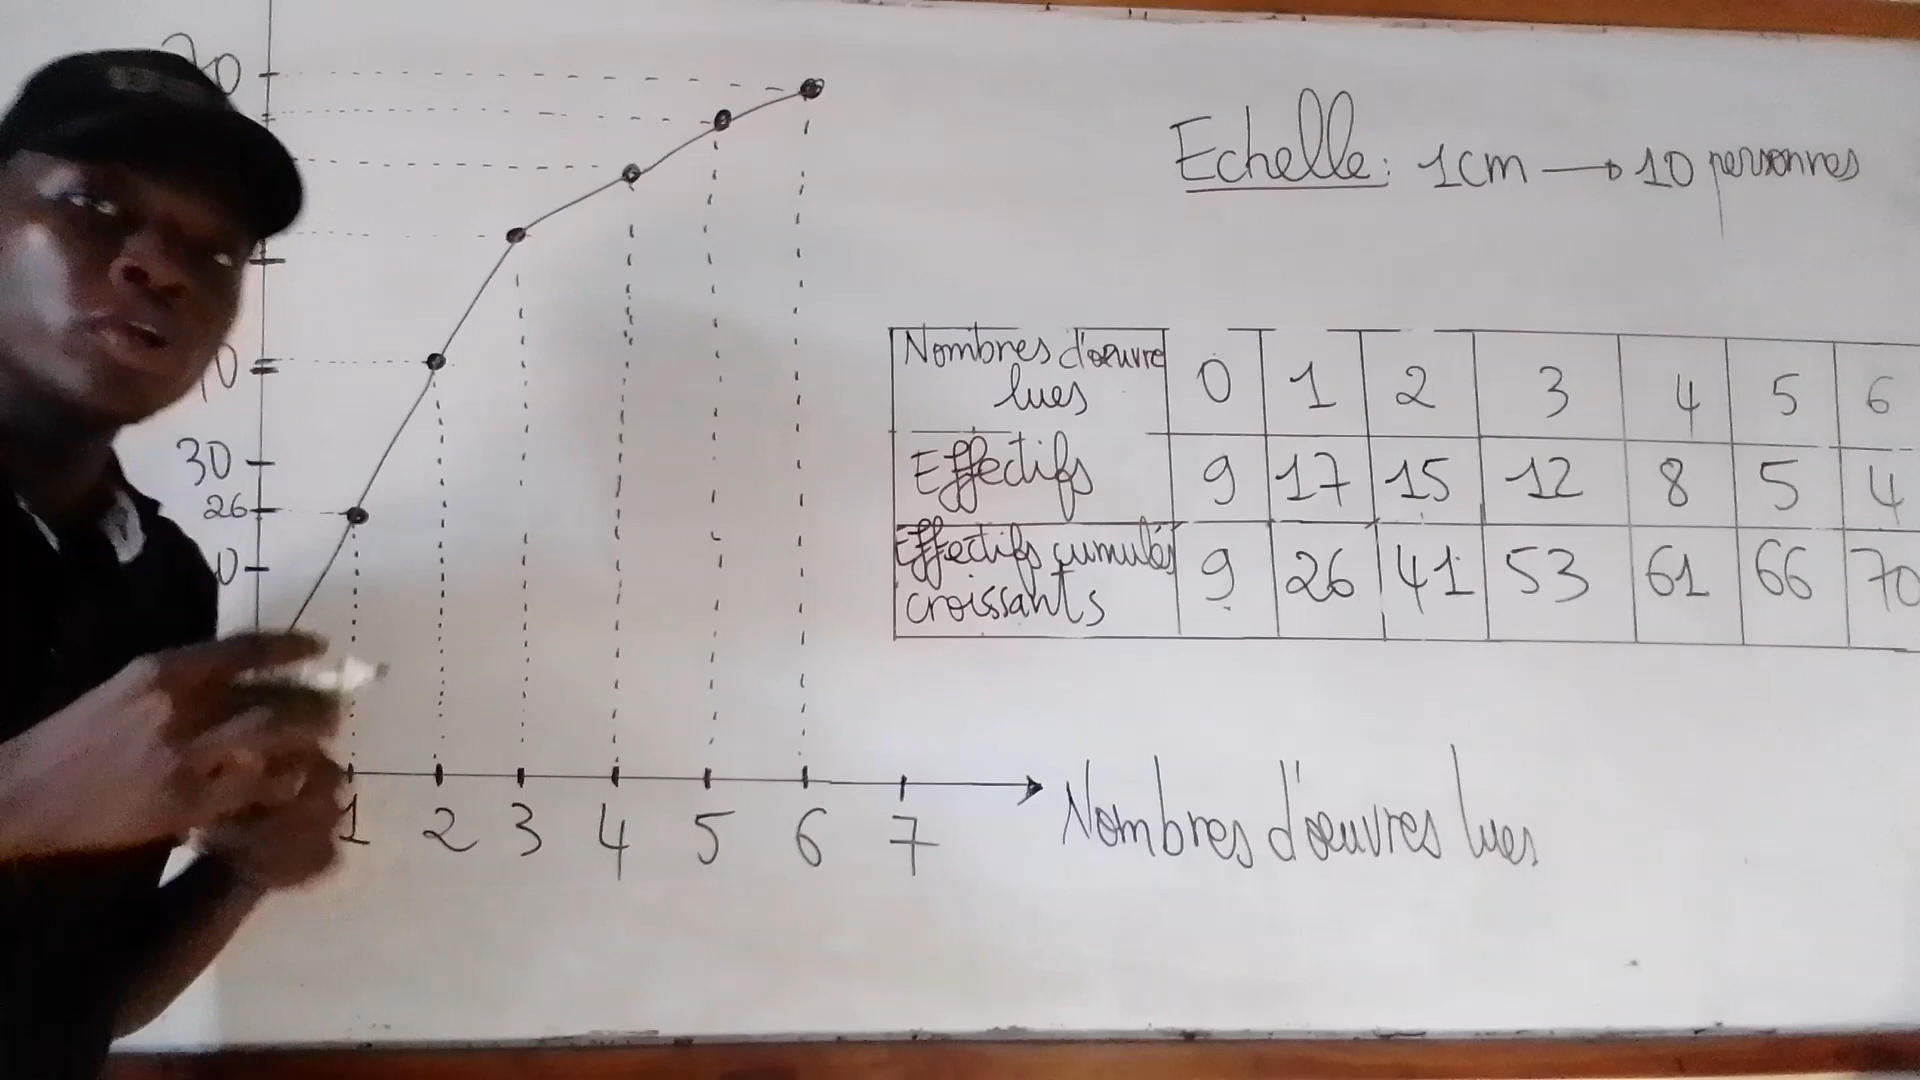 Echelle: 1cm → 10 personnes
Nombres d'œuvre 0 1 2 3 4 5 6
lues
Effectifs 9 17 15 12 8 5 4
Effectifs cumulés 9 26 41 53 61 66 70
croissants
30
26
1 2 3 4 5 6 7
Nombres d'œuvres lues